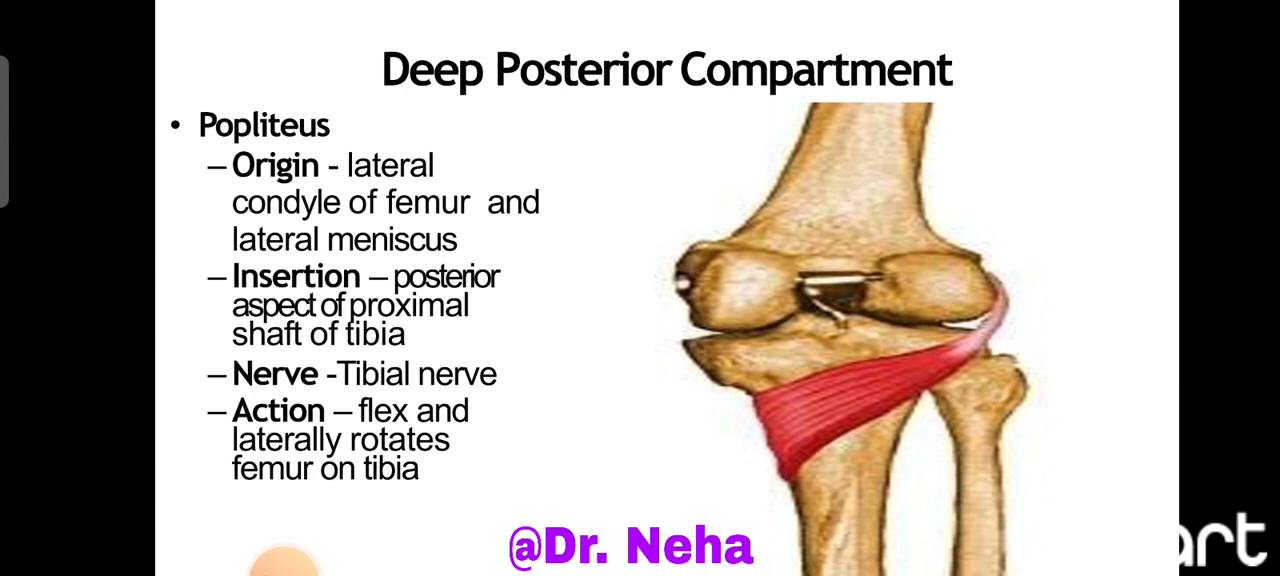 Deep Posterior Compartment
• Popliteus
– Origin - lateral
condyle of femur and
lateral meniscus
– Insertion – posterior
aspect of proximal
shaft of tibia
– Nerve -Tibial nerve
– Action – flex and
laterally rotates
femur on tibia
@Dr. Neha